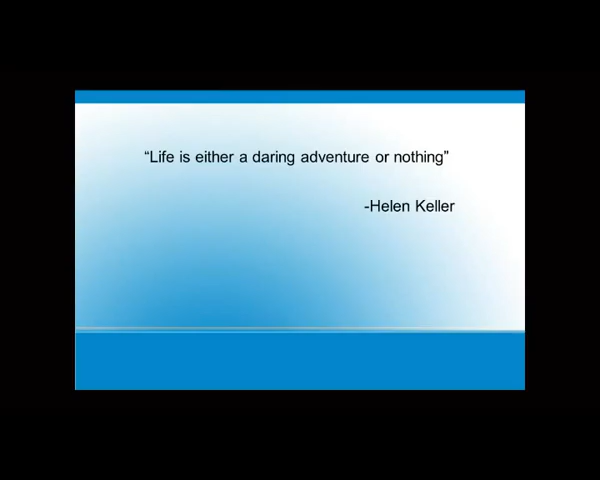 “Life is either a daring adventure or nothing”
-Helen Keller